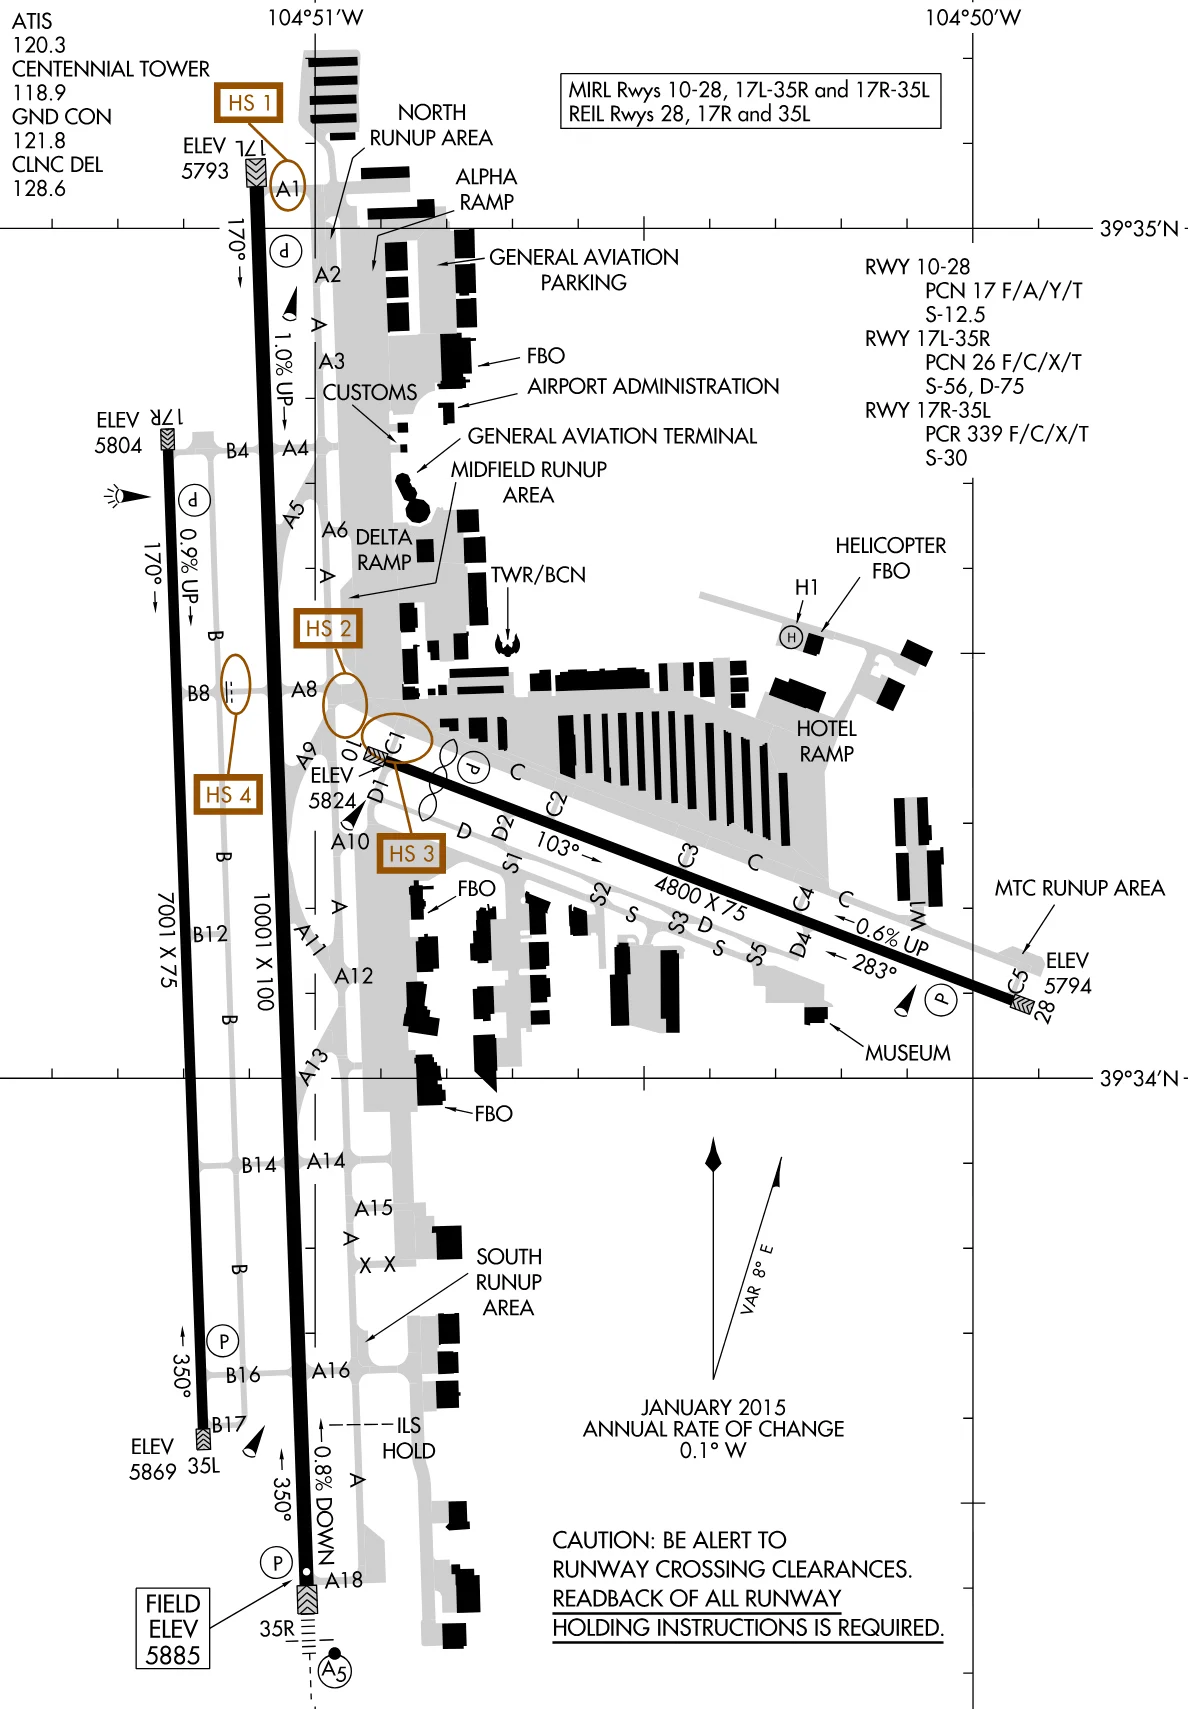 104°51'W
104°50'W
ATIS
120.3
CENTENNIAL TOWER
118.9
GND CON
121.8
CLNC DEL
128.6
HS 1
MIRL Rwys 10-28, 17L-35R and 17R-35L
REIL Rwys 28, 17R and 35L
NORTH
RUNUP AREA
ELEV
5793
17L
A1
ALPHA
RAMP
39°35'N
170°
P
A2
GENERAL AVIATION
PARKING
RWY 10-28
PCN 17 F/A/Y/T
S-12.5
RWY 17L-35R
PCN 26 F/C/X/T
S-56, D-75
RWY 17R-35L
PCR 339 F/C/X/T
S-30
A
1.0% UP
A3
FBO
AIRPORT ADMINISTRATION
CUSTOMS
ELEV
5804
17R
B4
A4
GENERAL AVIATION TERMINAL
MIDFIELD RUNUP
AREA
P
A5
A6
0.9% UP
170°
DELTA
RAMP
A
TWR/BCN
HELICOPTER
FBO
H1
H
HS 2
B
B8
A8
HOTEL
RAMP
10
C1
A9
ELEV
5824
D1
P
C
HS 4
C2
D
D2
A10
103°
HS 3
S1
B
C3
C
4800 X 75
FBO
S2
C4
C
MTC RUNUP AREA
7001 X 75
10001 X 100
A
S
S3
D
S
S5
D4
0.6% UP
W1
B12
A11
A12
283°
C5
ELEV
5794
P
28
B
MUSEUM
A13
39°34'N
FBO
B14
A14
A15
A
X X
B
SOUTH
RUNUP
AREA
VAR 8° E
P
350°
B16
A16
JANUARY 2015
ANNUAL RATE OF CHANGE
0.1° W
B17
ILS
HOLD
ELEV
5869
35L
350°
0.8% DOWN
A
CAUTION: BE ALERT TO
RUNWAY CROSSING CLEARANCES.
READBACK OF ALL RUNWAY
HOLDING INSTRUCTIONS IS REQUIRED.
P
A18
FIELD
ELEV
5885
35R
A5